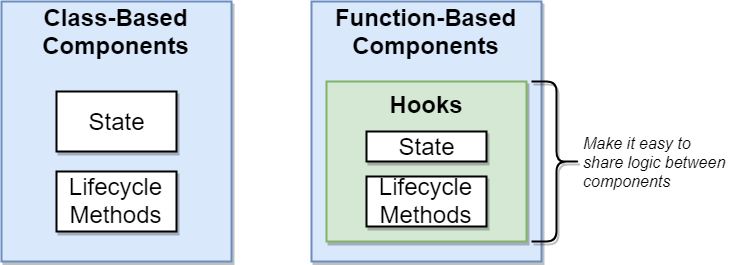 Class-Based
Components
State
Lifecycle
Methods
Function-Based
Components
Hooks
State
Lifecycle
Methods
Make it easy to
share logic between
components